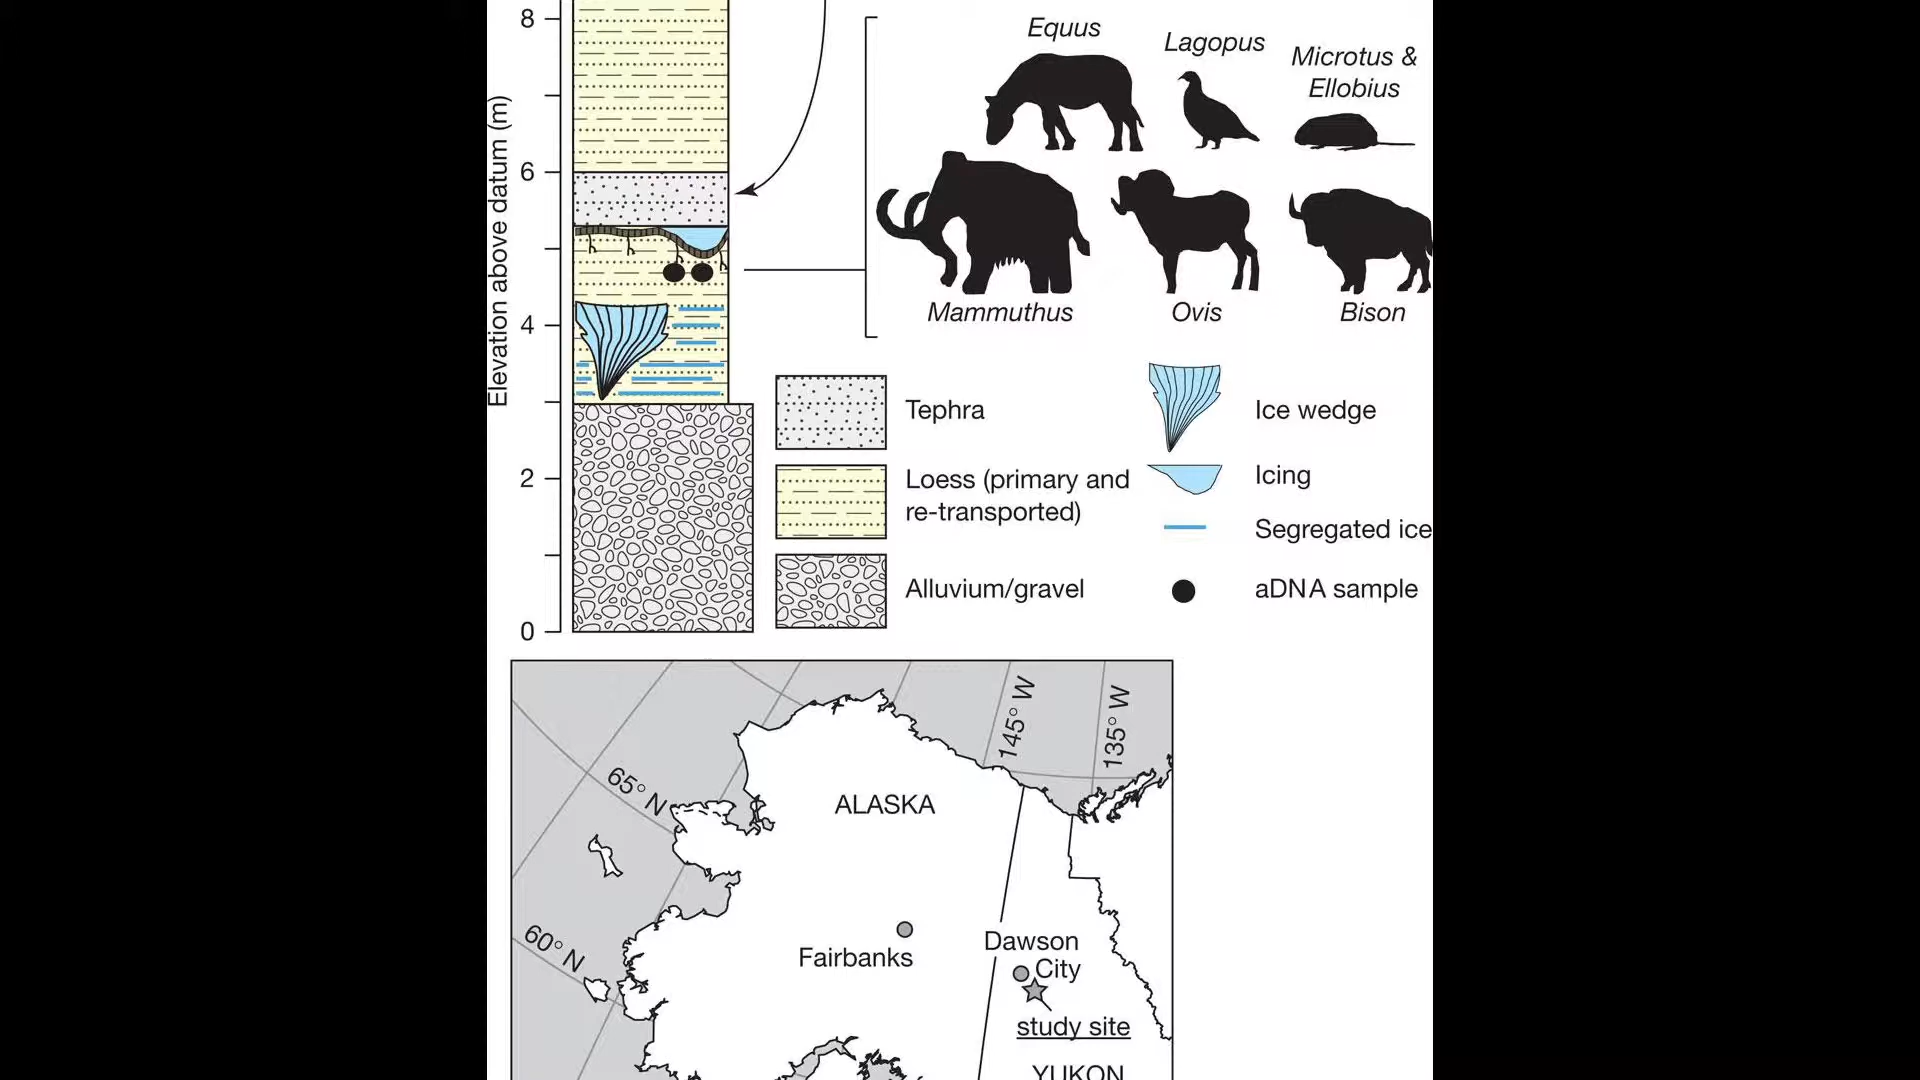 8
6
4
2
0
Elevation above datum (m)
Equus
Lagopus
Microtus &
Ellobius
Mammuthus
Ovis
Bison
Tephra
Loess (primary and
re-transported)
Alluvium/gravel
Ice wedge
Icing
Segregated ice
aDNA sample
145° W
135° W
65° N
60° N
ALASKA
Fairbanks
Dawson
City
study site
YUKON